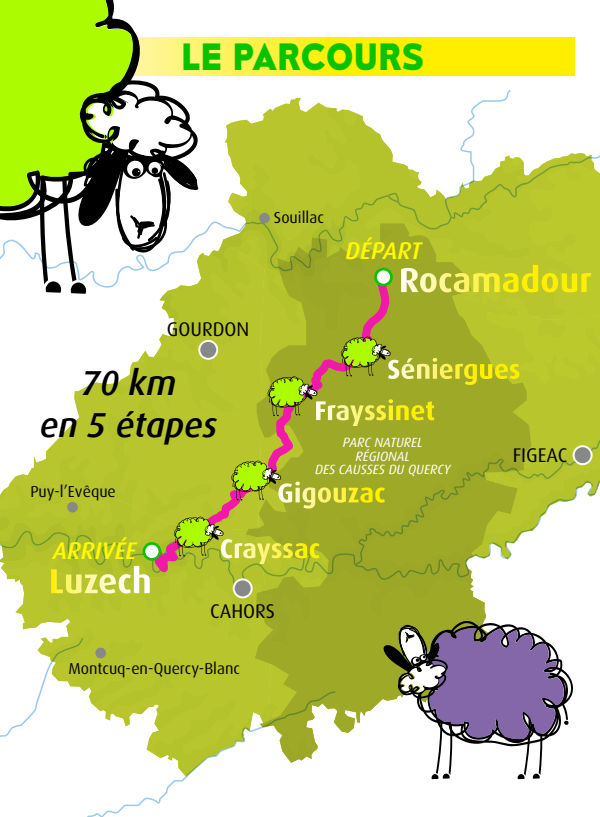 LE PARCOURS
Souillac
DÉPART
Rocamadour
GOURDON
Séniergues
70 km
en 5 étapes
Frayssinet
PARC NATUREL
RÉGIONAL
DES CAUSSES DU QUERCY
FIGEAC
Puy-l'Evêque
Gigouzac
ARRIVÉE
Crayssac
Luzech
CAHORS
Montcuq-en-Quercy-Blanc